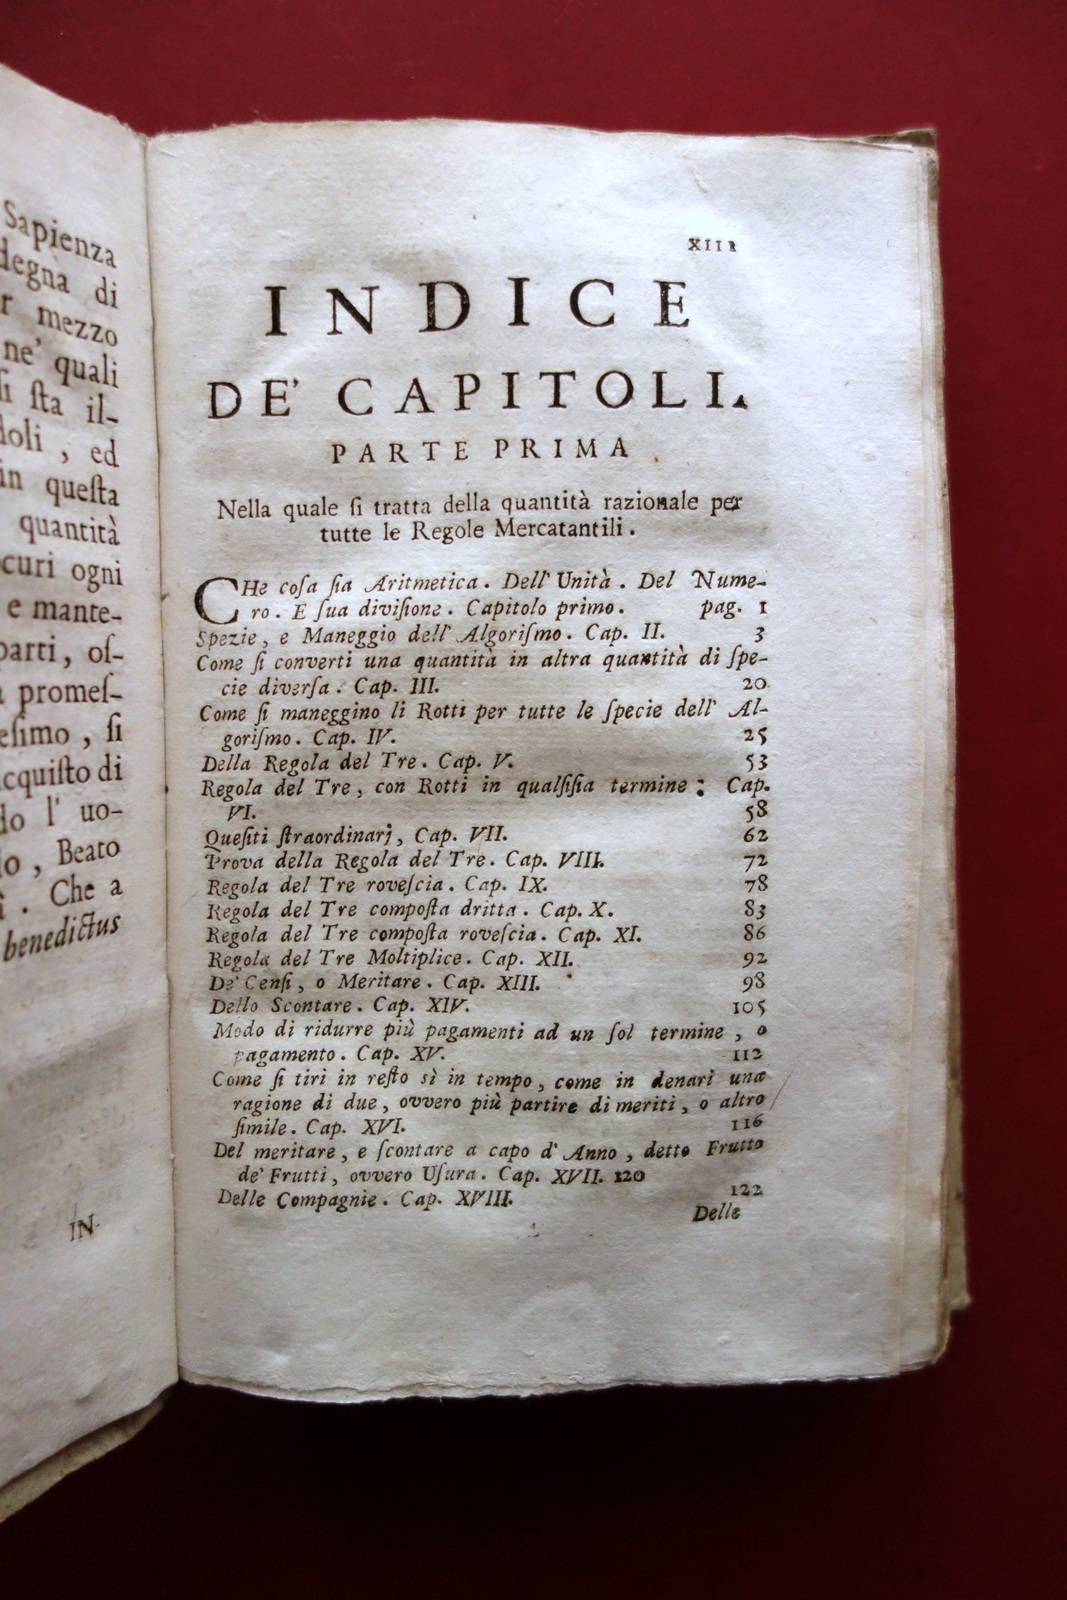 Sapienza
degna di
r mezzo
ne' quali
ſi ſta il-
doli , ed
in queſta
quantità
curi ogni
e mante-
parti, oſ-
promeſ-
eſimo , ſi
acquiſto di
do l' uo-
lo , Beato
. Che a
benedictus
IN-
XIII
INDICE
DE' CAPITOLI.
PARTE PRIMA.
Nella quale ſi tratta della quantità razionale per
tutte le Regole Mercatantili.
CHe coſa ſia Aritmetica. Dell' Unità. Del Nume-
ro. E ſua diviſione. Capitolo primo. pag. 1
Spezie, e Maneggio dell' Algoriſmo. Cap. II. 3
Come ſi converti una quantità in altra quantità di ſpe-
cie diverſa. Cap. III. 20
Come ſi maneggino li Rotti per tutte le ſpecie dell' Al-
goriſmo. Cap. IV. 25
Della Regola del Tre. Cap. V. 53
Regola del Tre, con Rotti in qualſiſia termine: Cap.
VI. 58
Queſiti ſtraordinarj, Cap. VII. 62
Prova della Regola del Tre. Cap. VIII. 72
Regola del Tre roveſcia. Cap. IX. 78
Regola del Tre compoſta dritta. Cap. X. 83
Regola del Tre compoſta roveſcia. Cap. XI. 86
Regola del Tre Moltiplice. Cap. XII. 92
De' Cenſi, o Meritare. Cap. XIII. 98
Dello Scontare. Cap. XIV. 105
Modo di ridurre più pagamenti ad un ſol termine, o
pagamento. Cap. XV. 112
Come ſi tiri in reſto sì in tempo, come in denari una
ragione di due, ovvero più partire di meriti, o altro
ſimile. Cap. XVI. 116
Del meritare, e ſcontare a capo d' Anno, detto Frutto
de' Frutti, ovvero Uſura. Cap. XVII. 120
Delle Compagnie. Cap. XVIII. 122
Delle